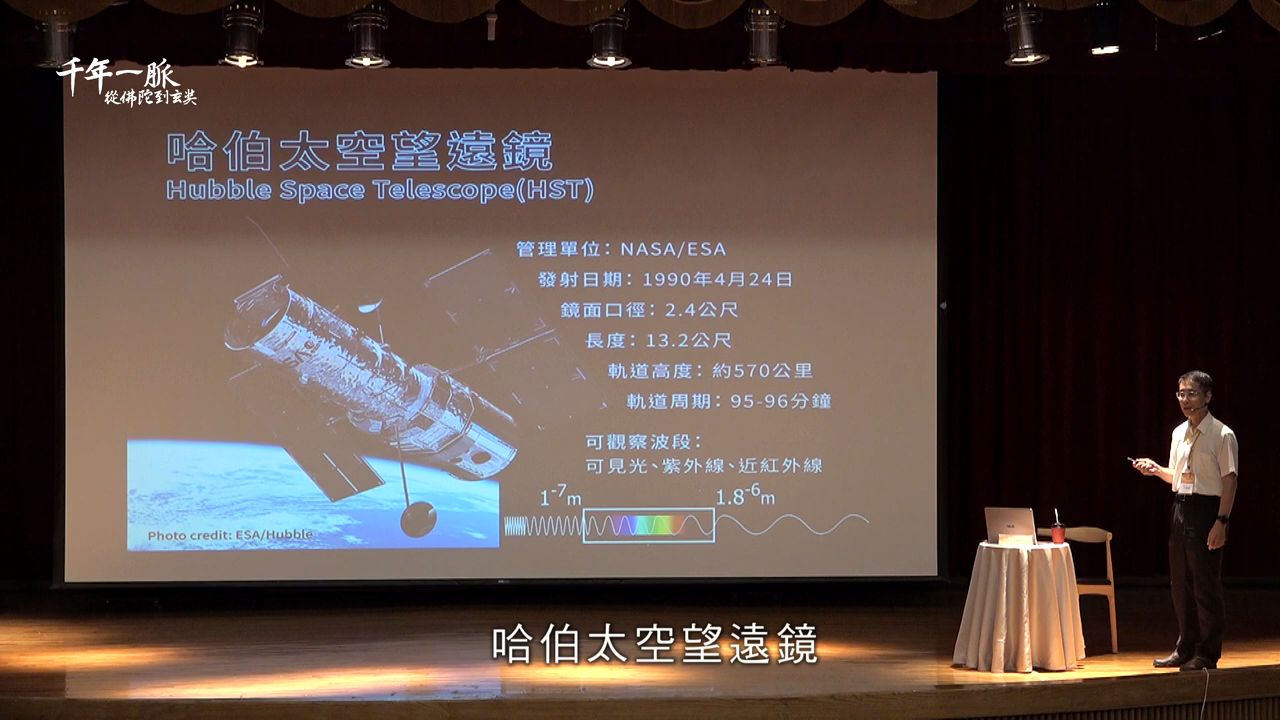 千年一脈
從佛陀到玄奘
哈伯太空望遠鏡
Hubble Space Telescope(HST)
管理單位：NASA/ESA
發射日期：1990年4月24日
鏡面口徑：2.4公尺
長度：13.2公尺
軌道高度：約570公里
軌道周期：95-96分鐘
可觀察波段：
可見光、紫外線、近紅外線
1⁻⁷m 1.8⁻⁶m
Photo credit: ESA/Hubble
哈伯太空望遠鏡